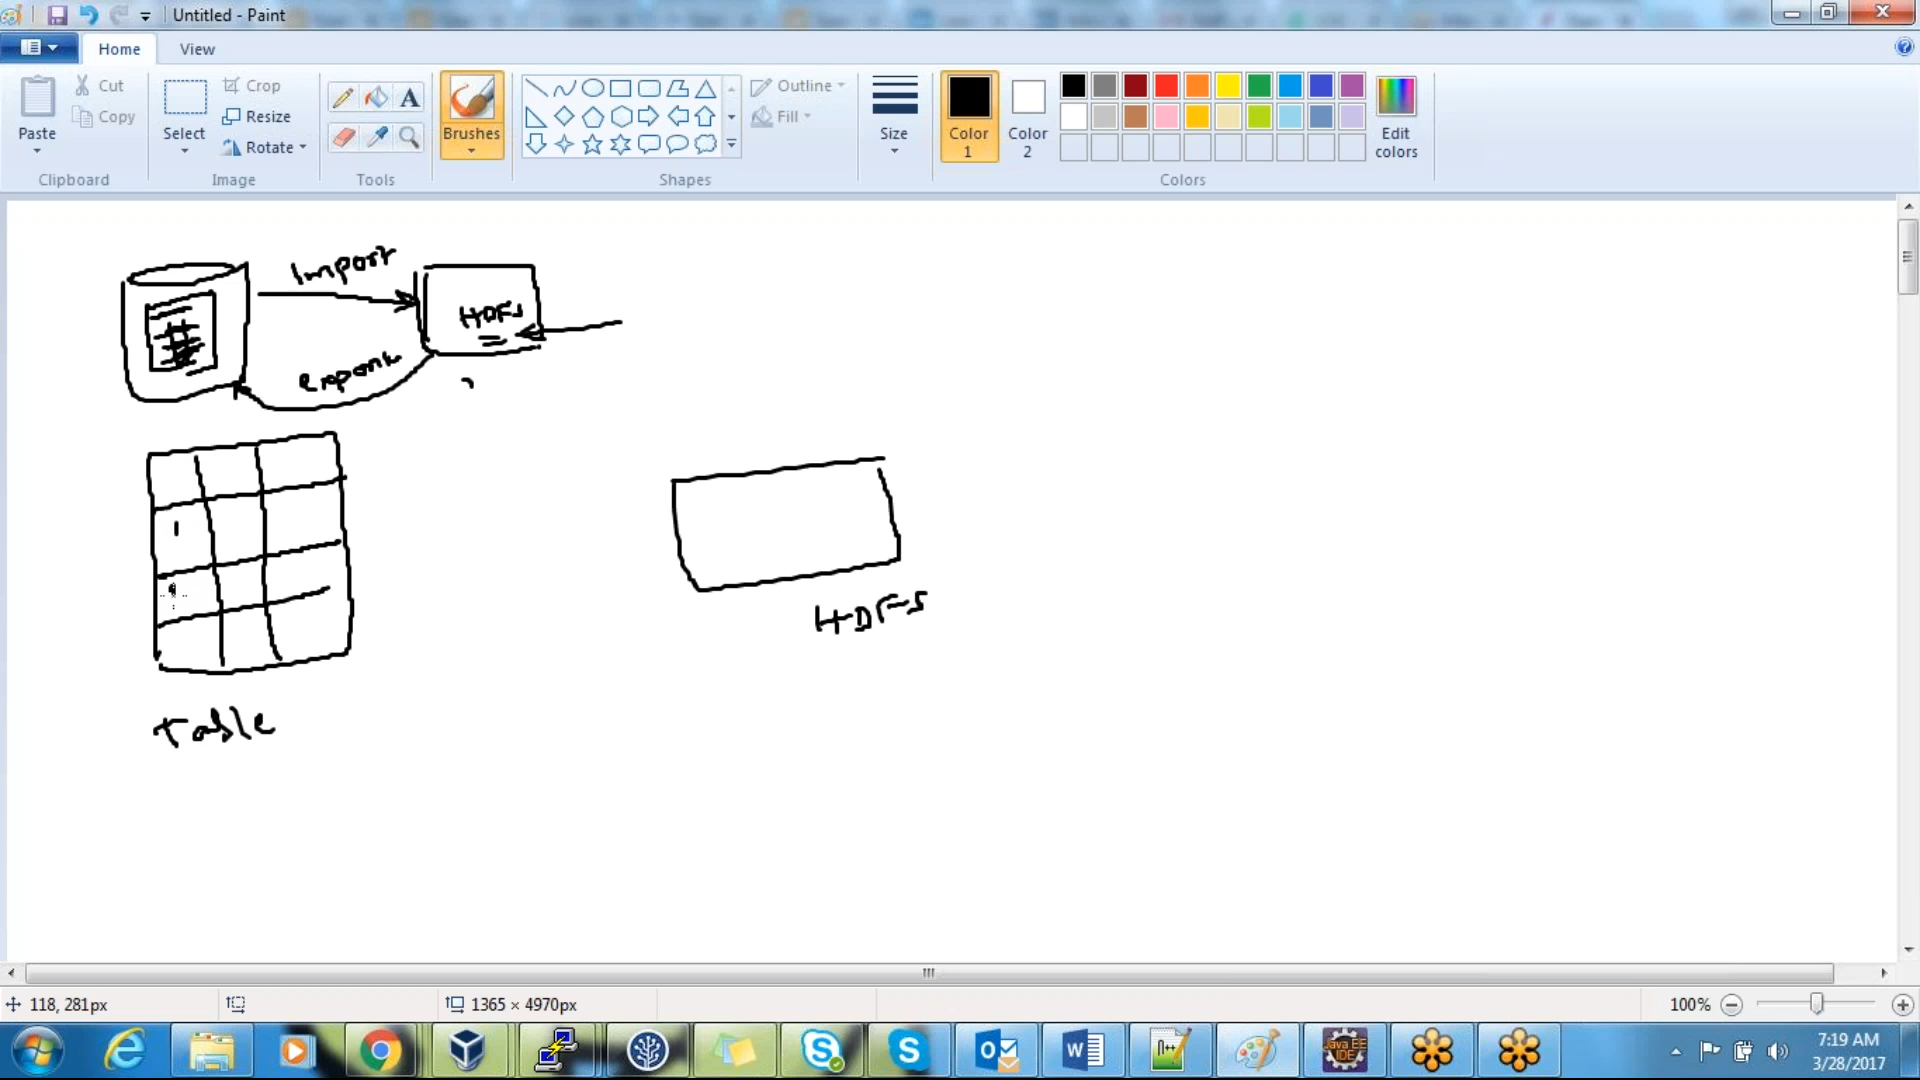 Untitled - Paint
Home
View
Paste
Cut
Copy
Clipboard
Select
Crop
Resize
Rotate
Image
Tools
Brushes
Outline
Fill
Shapes
Size
Color
1
Color
2
Edit
colors
Colors
Import
HDFS
1
HDFS
Table
118, 281px
1365 × 4970px
100%
7:19 AM
3/28/2017